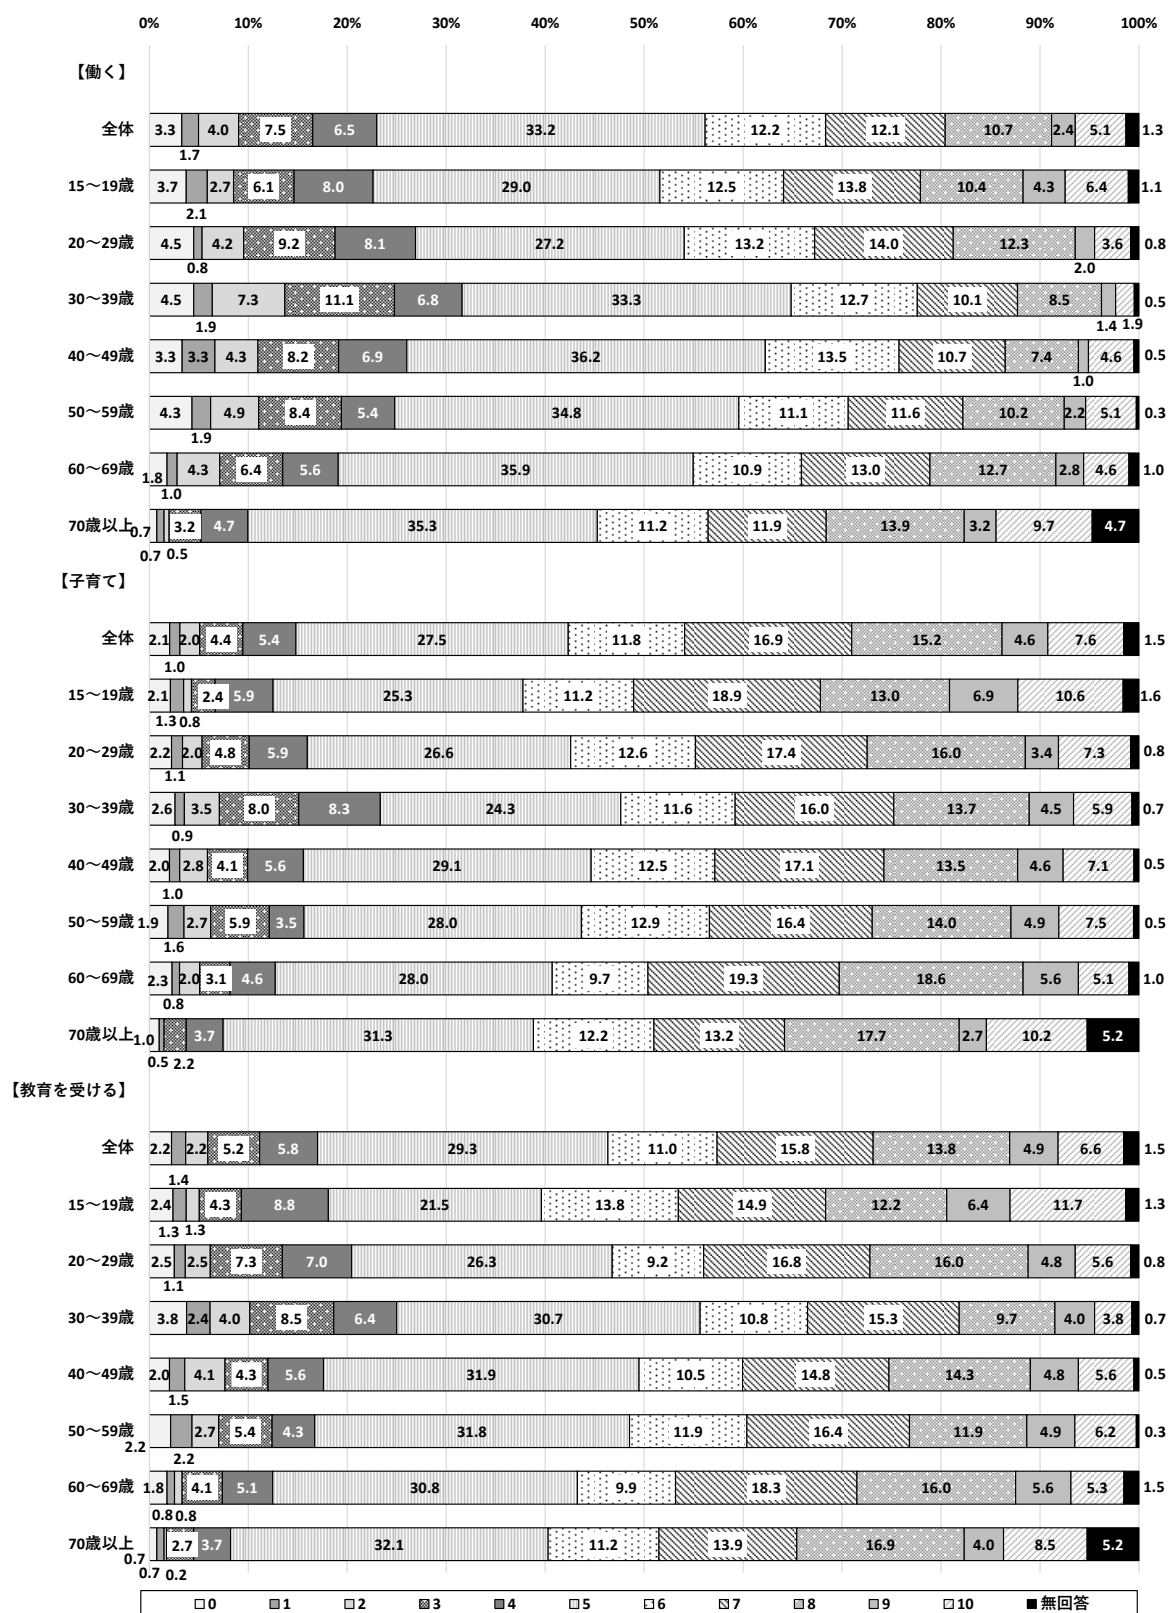 0% 10% 20% 30% 40% 50% 60% 70% 80% 90% 100%
【働く】
全体 3.3 1.7 4.0 7.5 6.5 33.2 12.2 12.1 10.7 2.4 5.1 1.3
15～19歳 3.7 2.1 2.7 6.1 8.0 29.0 12.5 13.8 10.4 4.3 6.4 1.1
20～29歳 4.5 0.8 4.2 9.2 8.1 27.2 13.2 14.0 12.3 2.0 3.6 0.8
30～39歳 4.5 1.9 7.3 11.1 6.8 33.3 12.7 10.1 8.5 1.4 1.9 0.5
40～49歳 3.3 3.3 4.3 8.2 6.9 36.2 13.5 10.7 7.4 1.0 4.6 0.5
50～59歳 4.3 1.9 4.9 8.4 5.4 34.8 11.1 11.6 10.2 2.2 5.1 0.3
60～69歳 1.8 1.0 4.3 6.4 5.6 35.9 10.9 13.0 12.7 2.8 4.6 1.0
70歳以上 0.7 0.7 0.5 3.2 4.7 35.3 11.2 11.9 13.9 3.2 9.7 4.7
【子育て】
全体 2.1 1.0 2.0 4.4 5.4 27.5 11.8 16.9 15.2 4.6 7.6 1.5
15～19歳 2.1 1.3 0.8 2.4 5.9 25.3 11.2 18.9 13.0 6.9 10.6 1.6
20～29歳 2.2 1.1 2.0 4.8 5.9 26.6 12.6 17.4 16.0 3.4 7.3 0.8
30～39歳 2.6 0.9 3.5 8.0 8.3 24.3 11.6 16.0 13.7 4.5 5.9 0.7
40～49歳 2.0 1.0 2.8 4.1 5.6 29.1 12.5 17.1 13.5 4.6 7.1 0.5
50～59歳 1.9 1.6 2.7 5.9 3.5 28.0 12.9 16.4 14.0 4.9 7.5 0.5
60～69歳 2.3 0.8 2.0 3.1 4.6 28.0 9.7 19.3 18.6 5.6 5.1 1.0
70歳以上 1.0 0.5 2.2 3.7 31.3 12.2 13.2 17.7 2.7 10.2 5.2
【教育を受ける】
全体 2.2 1.4 2.2 5.2 5.8 29.3 11.0 15.8 13.8 4.9 6.6 1.5
15～19歳 2.4 1.3 1.3 4.3 8.8 21.5 13.8 14.9 12.2 6.4 11.7 1.3
20～29歳 2.5 1.1 2.5 7.3 7.0 26.3 9.2 16.8 16.0 4.8 5.6 0.8
30～39歳 3.8 2.4 4.0 8.5 6.4 30.7 10.8 15.3 9.7 4.0 3.8 0.7
40～49歳 2.0 1.5 4.1 4.3 5.6 31.9 10.5 14.8 14.3 4.8 5.6 0.5
50～59歳 2.2 2.2 2.7 5.4 4.3 31.8 11.9 16.4 11.9 4.9 6.2 0.3
60～69歳 1.8 0.8 0.8 4.1 5.1 30.8 9.9 18.3 16.0 5.6 5.3 1.5
70歳以上 0.7 0.7 0.2 2.7 3.7 32.1 11.2 13.9 16.9 4.0 8.5 5.2
0 1 2 3 4 5 6 7 8 9 10 無回答